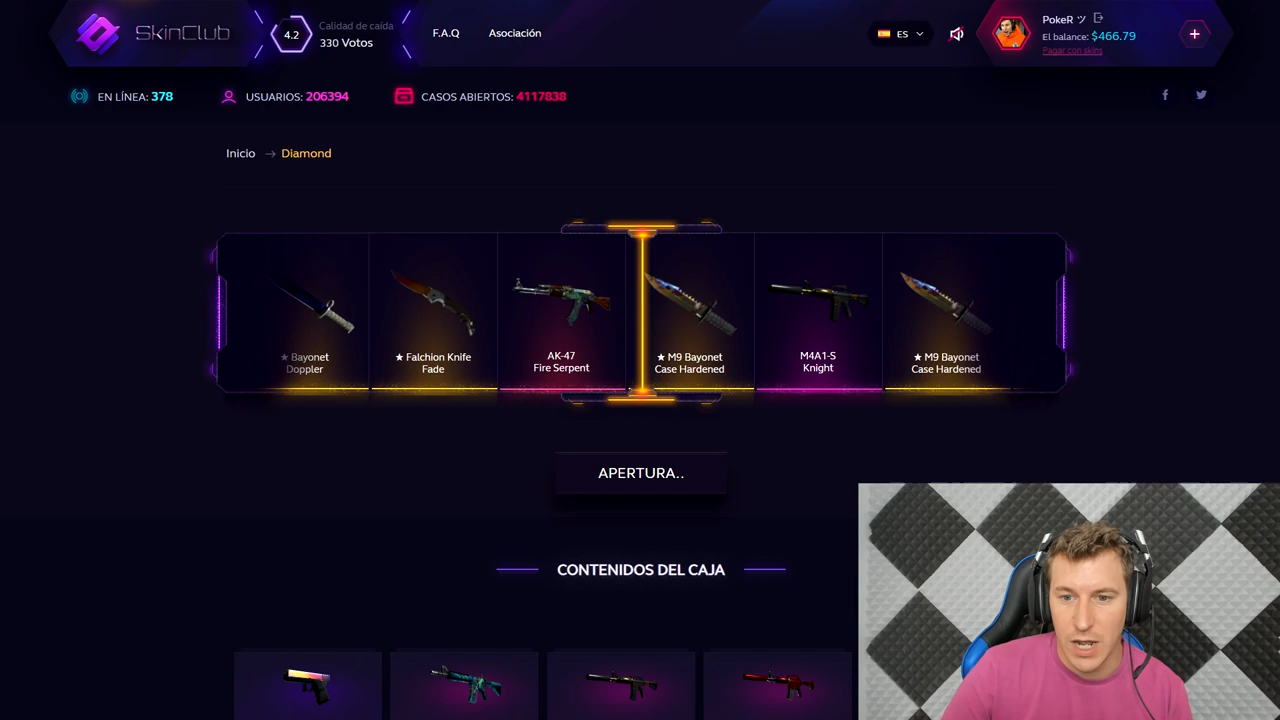 SkinClub
4.2
Calidad de caída
330 Votos
F.A.Q
Asociación
ES
PokeR ツ
El balance: $466.79
Pagar con skins
+
EN LÍNEA: 378
USUARIOS: 206394
CASOS ABIERTOS: 4117838
Inicio → Diamond
★ Bayonet
Doppler
★ Falchion Knife
Fade
AK-47
Fire Serpent
★ M9 Bayonet
Case Hardened
M4A1-S
Knight
★ M9 Bayonet
Case Hardened
APERTURA..
CONTENIDOS DEL CAJA